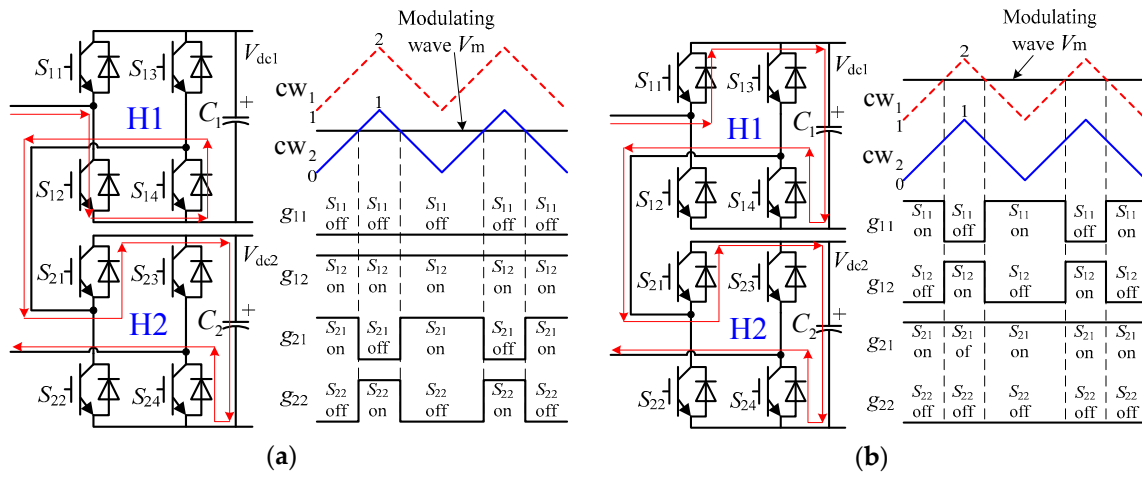 Modulating
wave Vm
S11
S13
Vdc1
H1
C1
+
S12
S14
Vdc2
S21
S23
H2
C2
+
S22
S24
2
cw1
1
1
cw2
0
g11
S11 S11 S11 S11 S11
off off off off off
g12
S12 S12 S12 S12 S12
on on on on on
g21
S21 S21 S21 S21 S21
on off on off on
g22
S22 S22 S22 S22 S22
off on off on off
(a)
Modulating
wave Vm
S11
S13
Vdc1
H1
C1
+
S12
S14
Vdc2
S21
S23
H2
C2
+
S22
S24
2
cw1
1
1
cw2
0
g11
S11 S11 S11 S11 S11
on off on off on
g12
S12 S12 S12 S12 S12
off on off on off
g21
S21 S21 S21 S21 S21
on of on on on
g22
S22 S22 S22 S22 S22
off off off off off
(b)